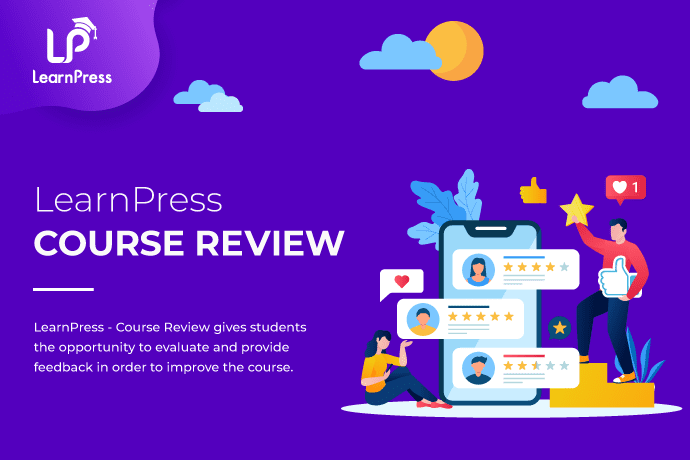 LP
LearnPress
LearnPress
COURSE REVIEW
LearnPress - Course Review gives students
the opportunity to evaluate and provide
feedback in order to improve the course.
1